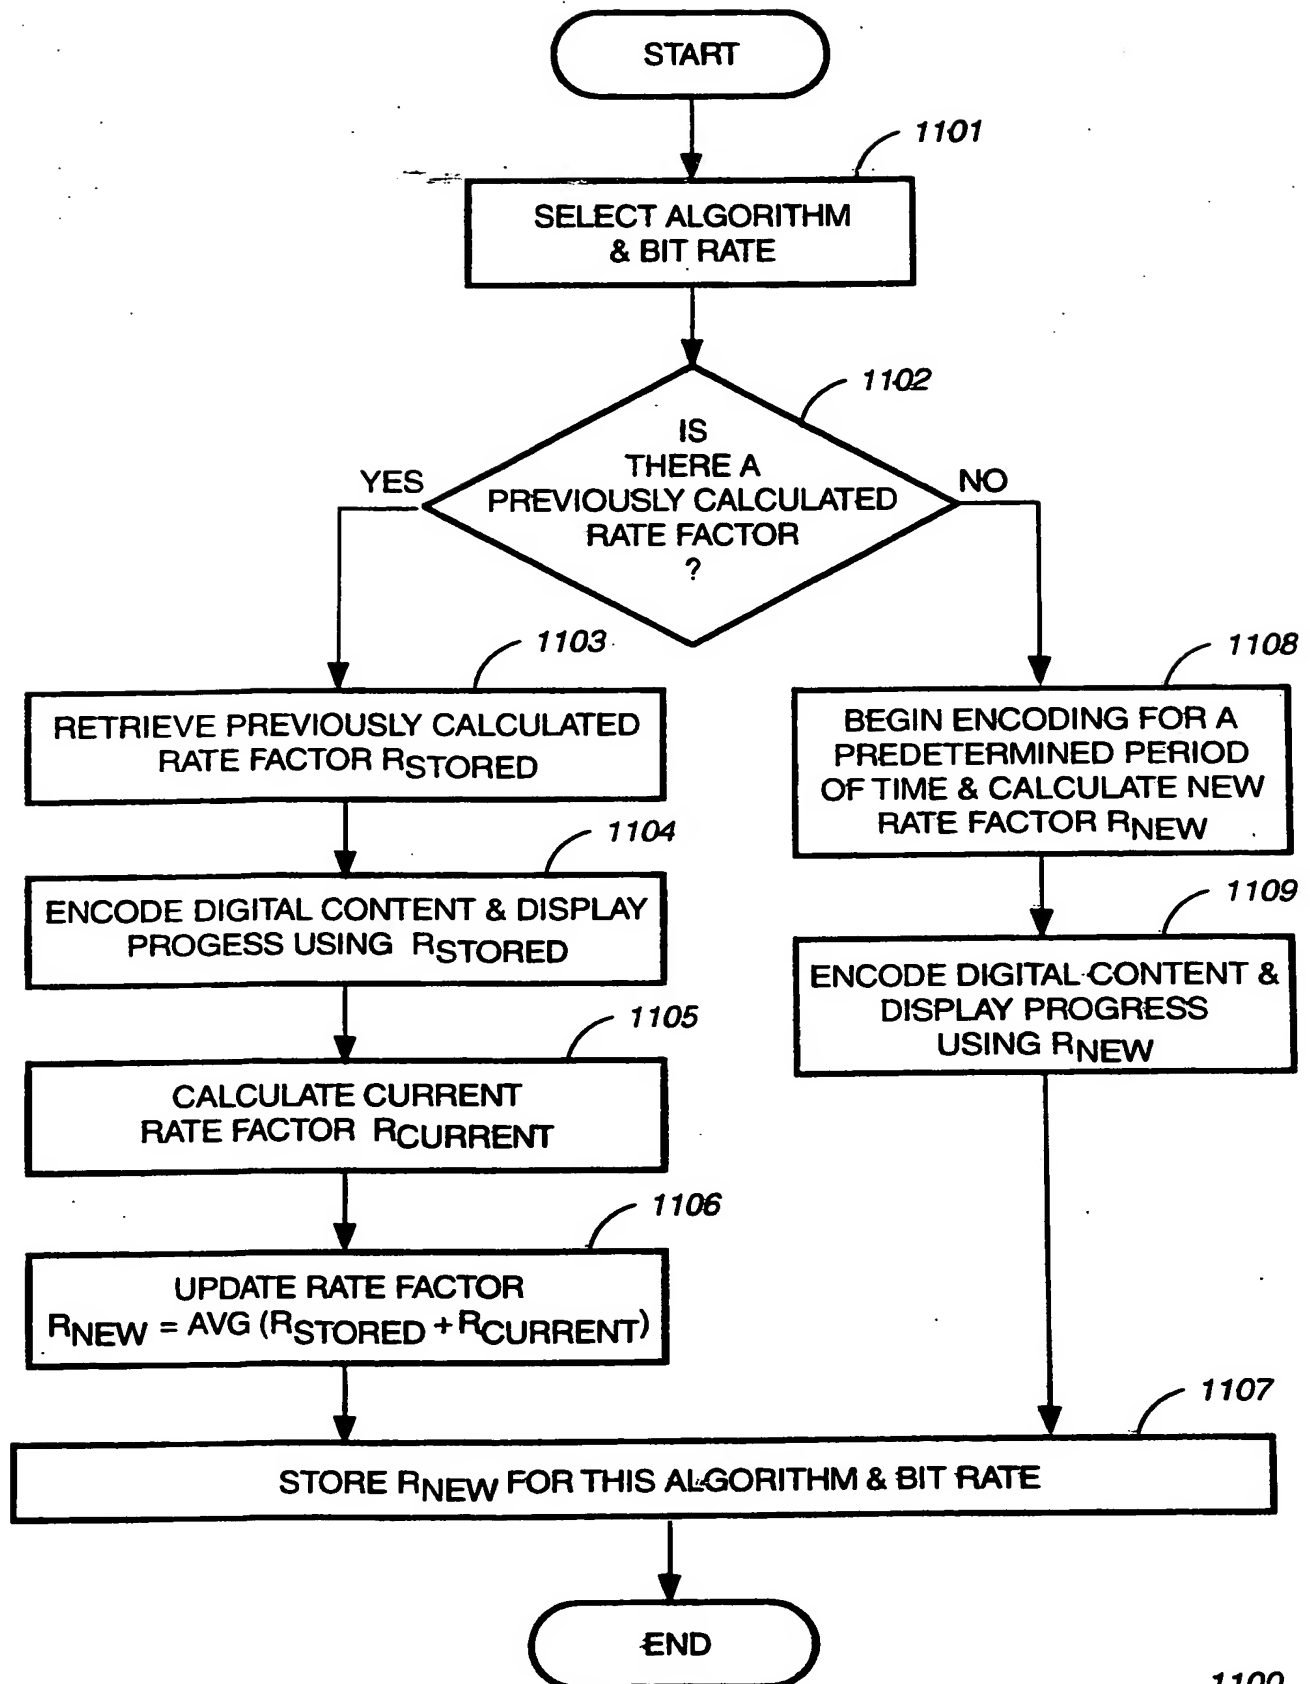 START
1101
SELECT ALGORITHM
& BIT RATE
1102
IS
THERE A
PREVIOUSLY CALCULATED
RATE FACTOR
?
YES
NO
1103
RETRIEVE PREVIOUSLY CALCULATED
RATE FACTOR RSTORED
1104
ENCODE DIGITAL CONTENT & DISPLAY
PROGESS USING RSTORED
1105
CALCULATE CURRENT
RATE FACTOR RCURRENT
1106
UPDATE RATE FACTOR
RNEW = AVG (RSTORED + RCURRENT)
1108
BEGIN ENCODING FOR A
PREDETERMINED PERIOD
OF TIME & CALCULATE NEW
RATE FACTOR RNEW
1109
ENCODE DIGITAL CONTENT &
DISPLAY PROGRESS
USING RNEW
1107
STORE RNEW FOR THIS ALGORITHM & BIT RATE
END